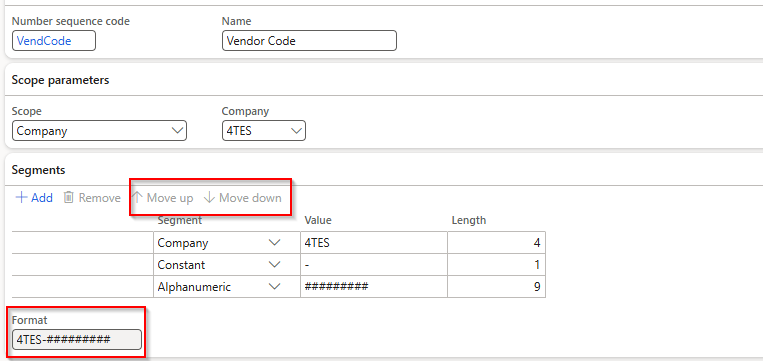 Number sequence code Name
VendCode Vendor Code
Scope parameters
Scope Company
Company 4TES
Segments
Add Remove Move up Move down
Segment Value Length
Company 4TES 4
Constant - 1
Alphanumeric ######### 9
Format
4TES-#########